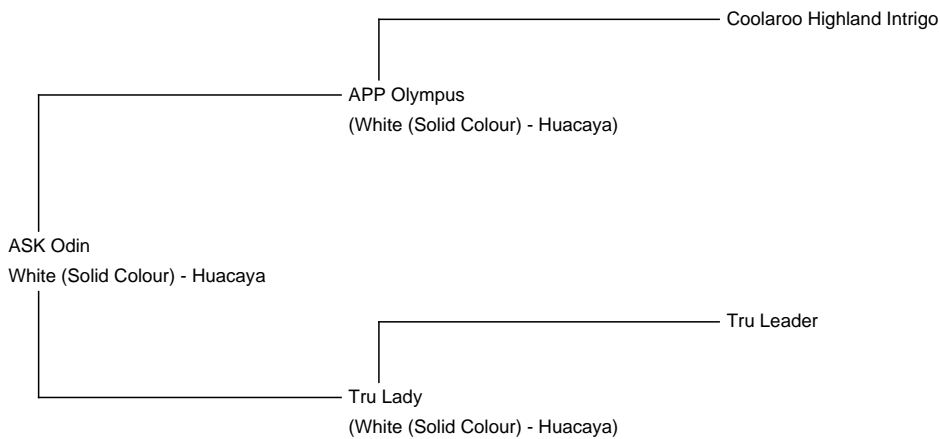 Coolaroo Highland Intrigo
APP Olympus
(White (Solid Colour) - Huacaya)
ASK Odin
White (Solid Colour) - Huacaya
Tru Leader
Tru Lady
(White (Solid Colour) - Huacaya)